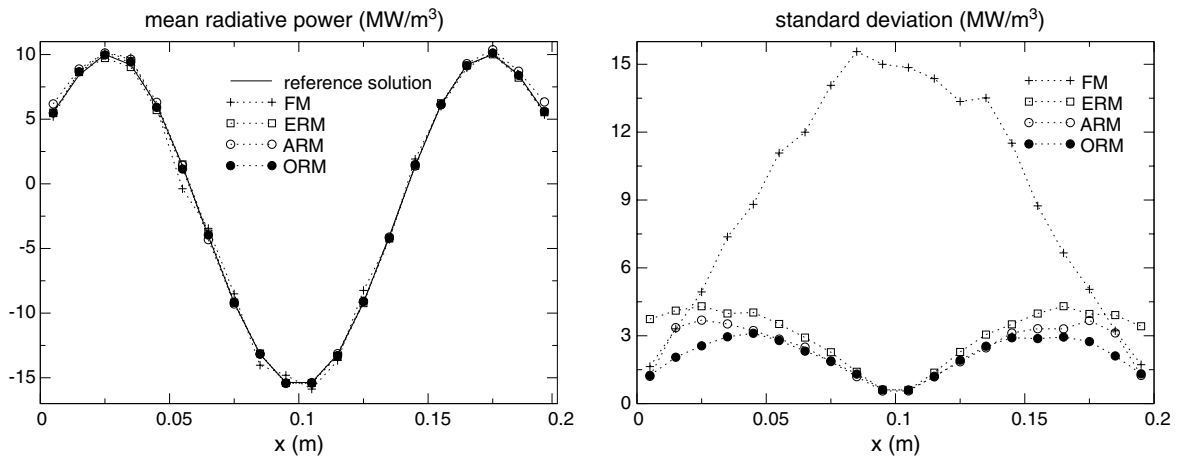 mean radiative power (MW/m³)
10
5
0
-5
-10
-15
reference solution
FM
ERM
ARM
ORM
0
0.05
0.1
0.15
0.2
x (m)
standard deviation (MW/m³)
15
12
9
6
3
0
FM
ERM
ARM
ORM
0
0.05
0.1
0.15
0.2
x (m)